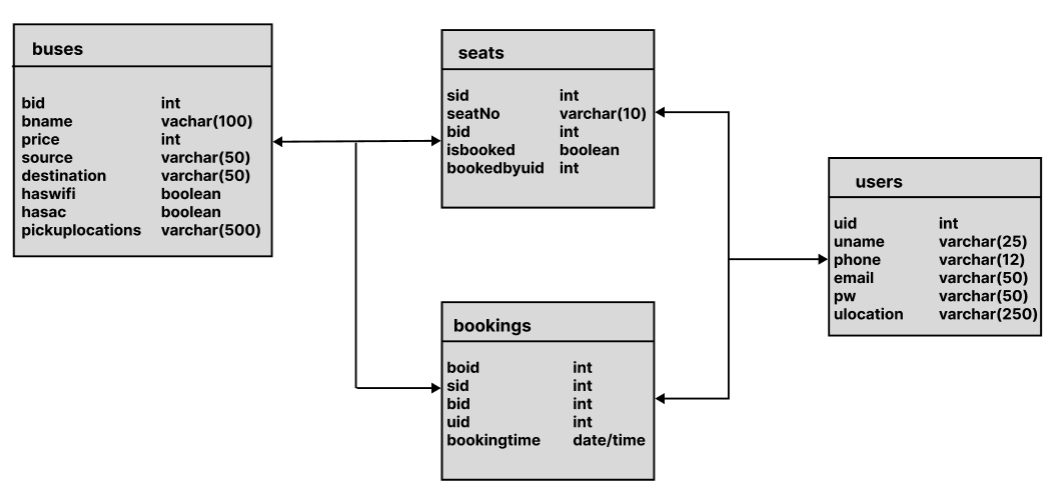 buses
bid int
bname vachar(100)
price int
source varchar(50)
destination varchar(50)
haswifi boolean
hasac boolean
pickuplocations varchar(500)
seats
sid int
seatNo varchar(10)
bid int
isbooked boolean
bookedbyuid int
bookings
boid int
sid int
bid int
uid int
bookingtime date/time
users
uid int
uname varchar(25)
phone varchar(12)
email varchar(50)
pw varchar(50)
ulocation varchar(250)